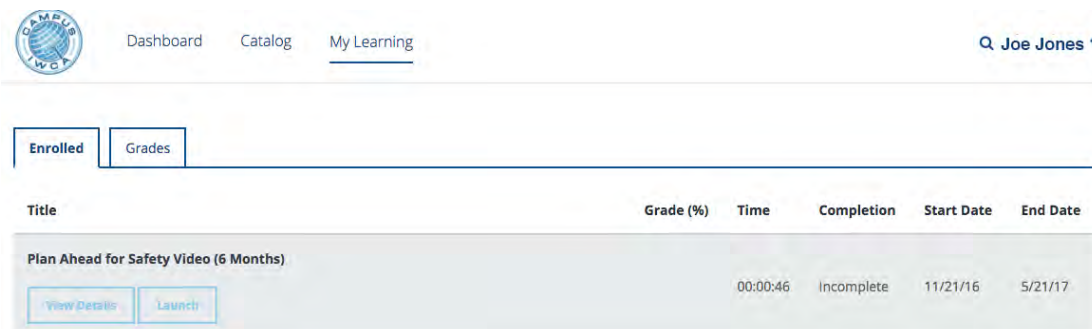 CAMPUS
IWCA
Dashboard Catalog My Learning
Joe Jones
Enrolled Grades
Title Grade (%) Time Completion Start Date End Date
Plan Ahead for Safety Video (6 Months)
00:00:46 Incomplete 11/21/16 5/21/17
View Details Launch